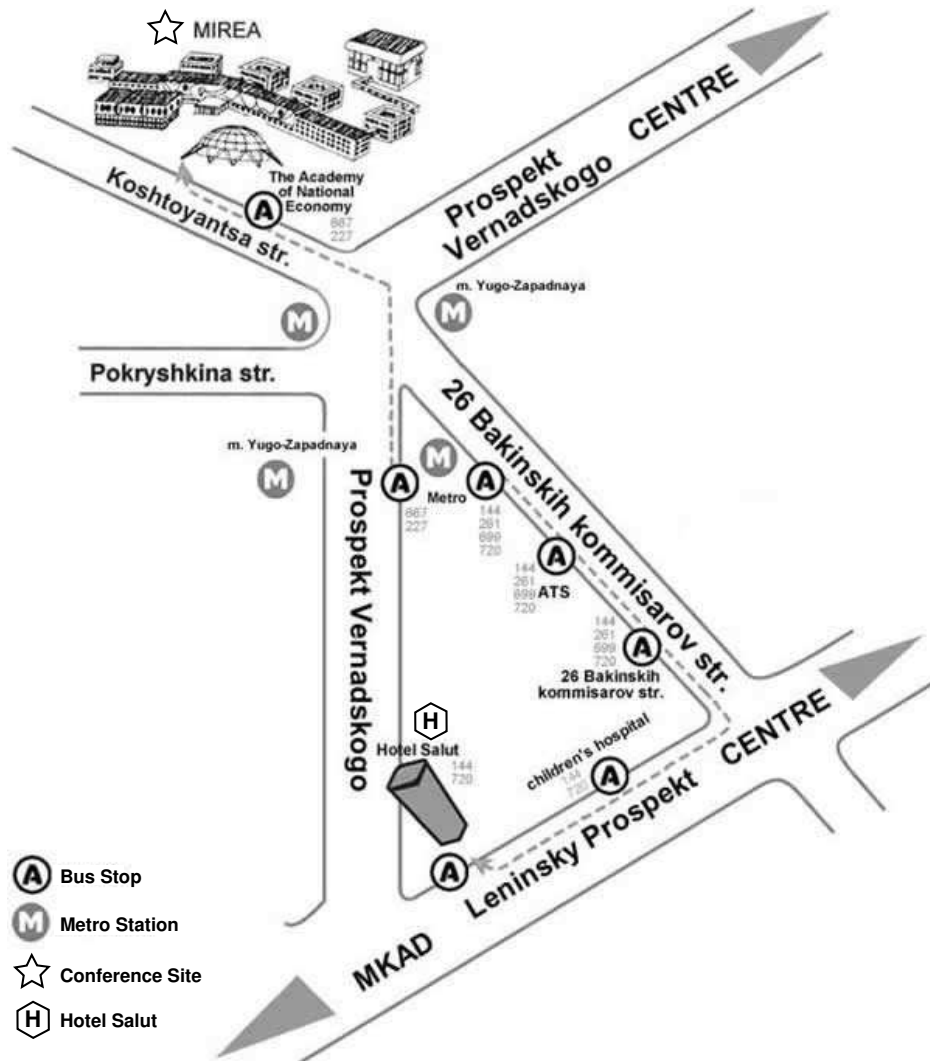 MIREA
CENTRE
Prospekt
Vernadskogo
The Academy
of National
Economy
A
667
227
Koshtoyantsa str.
m. Yugo-Zapadnaya
M
M
Pokryshkina str.
26 Bakinskih kommisarov str.
m. Yugo-Zapadnaya
M
M
A
Metro
A
667
227
144
261
699
720
Prospekt Vernadskogo
A
ATS
144
261
699
720
144
261
699
720
A
26 Bakinskih
kommisarov str.
H
Hotel Salut
144
720
children's hospital
144
720
A
CENTRE
Leninsky Prospekt
A
MKAD
A Bus Stop
M Metro Station
Conference Site
H Hotel Salut